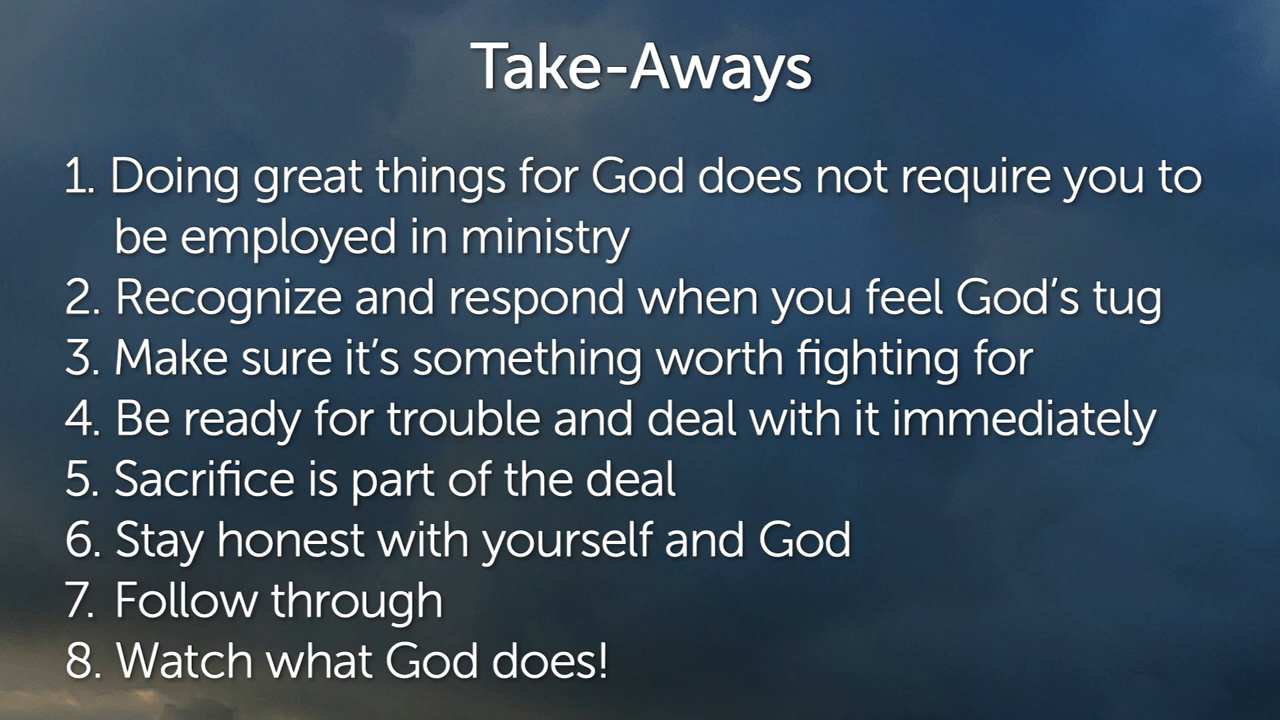 Take-Aways
1. Doing great things for God does not require you to
be employed in ministry
2. Recognize and respond when you feel God’s tug
3. Make sure it’s something worth fighting for
4. Be ready for trouble and deal with it immediately
5. Sacrifice is part of the deal
6. Stay honest with yourself and God
7. Follow through
8. Watch what God does!